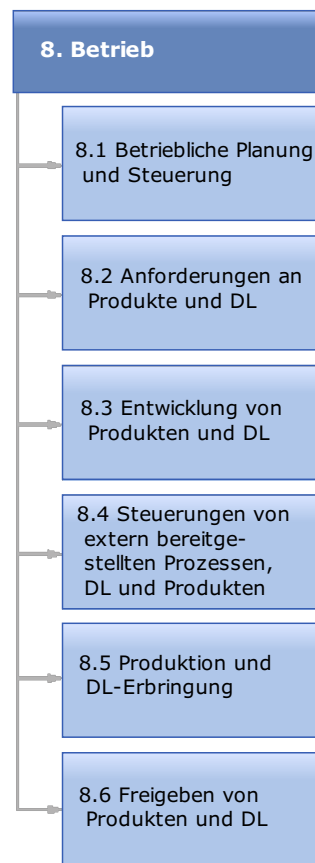 8. Betrieb
8.1 Betriebliche Planung
und Steuerung
8.2 Anforderungen an
Produkte und DL
8.3 Entwicklung von
Produkten und DL
8.4 Steuerungen von
extern bereitge-
stellten Prozessen,
DL und Produkten
8.5 Produktion und
DL-Erbringung
8.6 Freigeben von
Produkten und DL